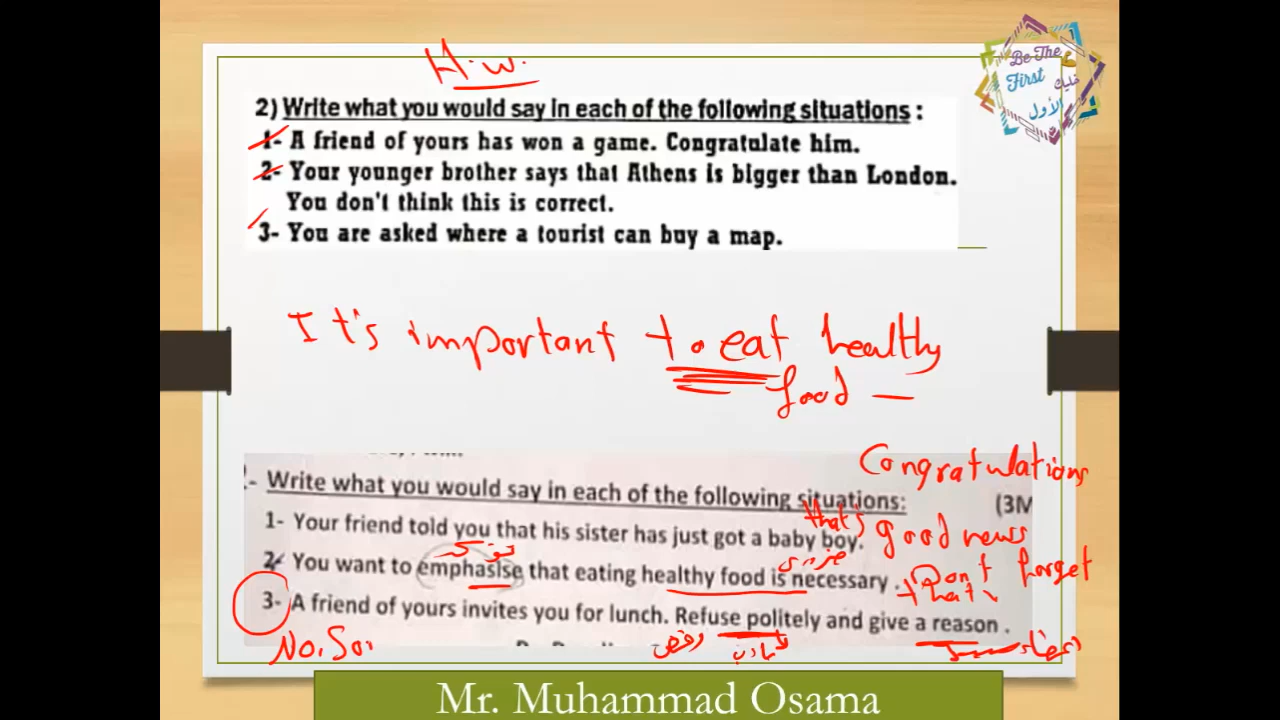 H.w.
Be The
First
خليك
الأول
2) Write what you would say in each of the following situations :
1- A friend of yours has won a game. Congratulate him.
2- Your younger brother says that Athens is bigger than London.
You don't think this is correct.
3- You are asked where a tourist can buy a map.
It's important to eat healthy
food
Congratulations
- Write what you would say in each of the following situations:
(3M
1- Your friend told you that his sister has just got a baby boy.
that's good news
2- You want to emphasise that eating healthy food is necessary .
Don't forget
that
3- A friend of yours invites you for lunch. Refuse politely and give a reason .
No, Sor
رفض
Mr. Muhammad Osama